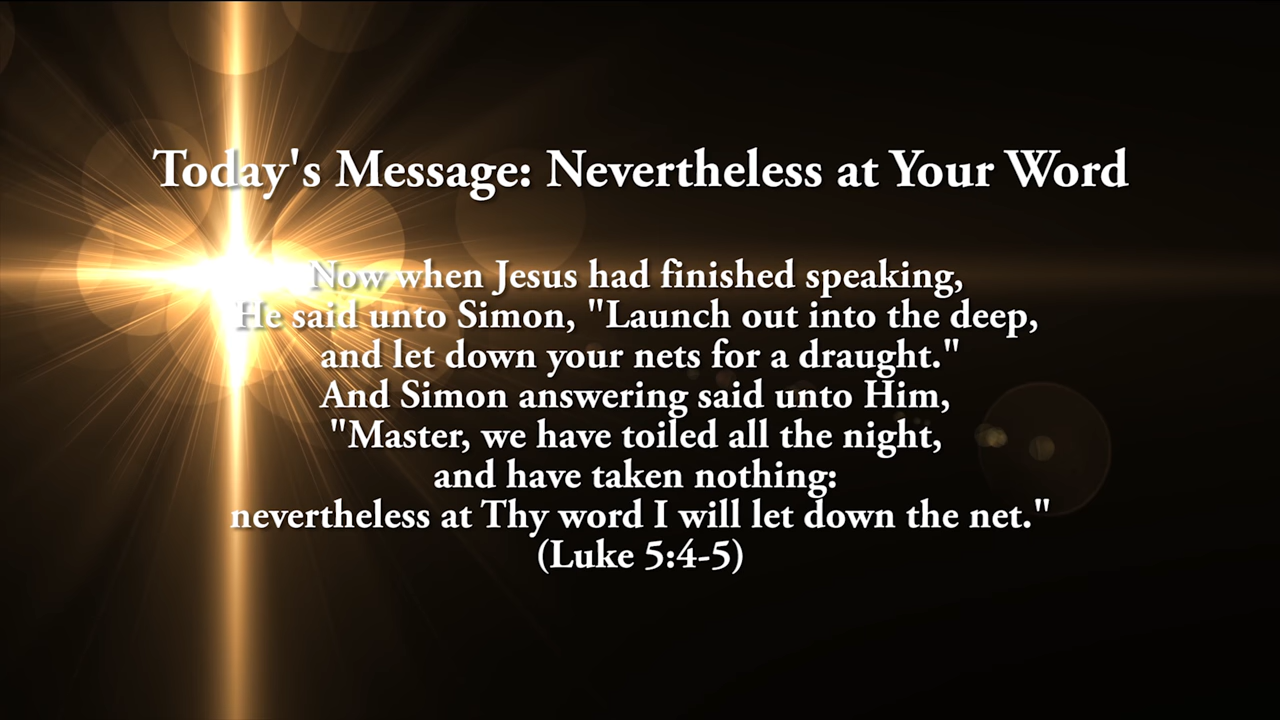 Today's Message: Nevertheless at Your Word
Now when Jesus had finished speaking,
He said unto Simon, "Launch out into the deep,
and let down your nets for a draught."
And Simon answering said unto Him,
"Master, we have toiled all the night,
and have taken nothing:
nevertheless at Thy word I will let down the net."
(Luke 5:4-5)